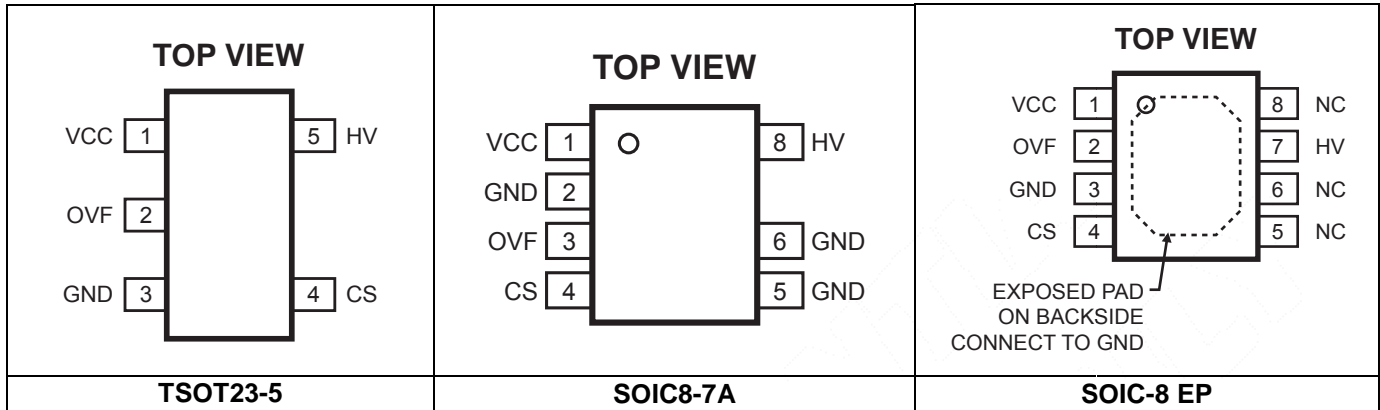 TOP VIEW
VCC 1
5 HV
OVF 2
GND 3
4 CS
TSOT23-5
TOP VIEW
VCC 1
8 HV
GND 2
OVF 3
6 GND
CS 4
5 GND
SOIC8-7A
TOP VIEW
VCC 1
8 NC
OVF 2
7 HV
GND 3
6 NC
CS 4
5 NC
EXPOSED PAD
ON BACKSIDE
CONNECT TO GND
SOIC-8 EP